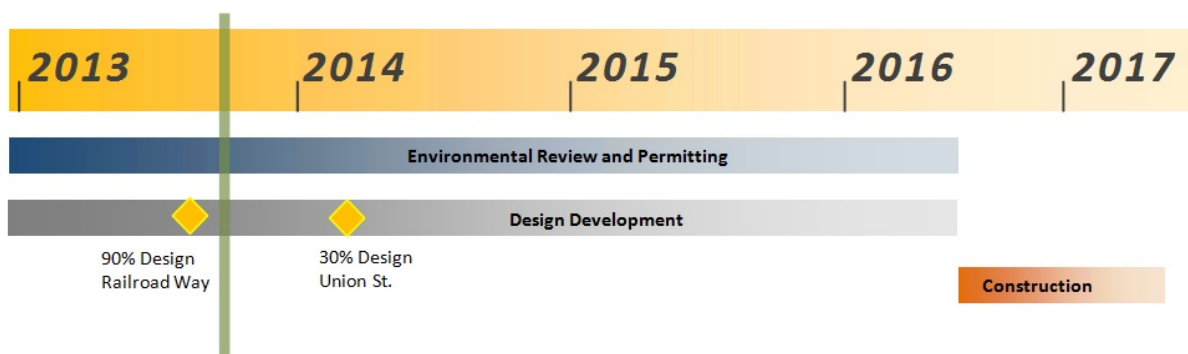 2013 2014 2015 2016 2017
Environmental Review and Permitting
Design Development
90% Design
Railroad Way
30% Design
Union St.
Construction